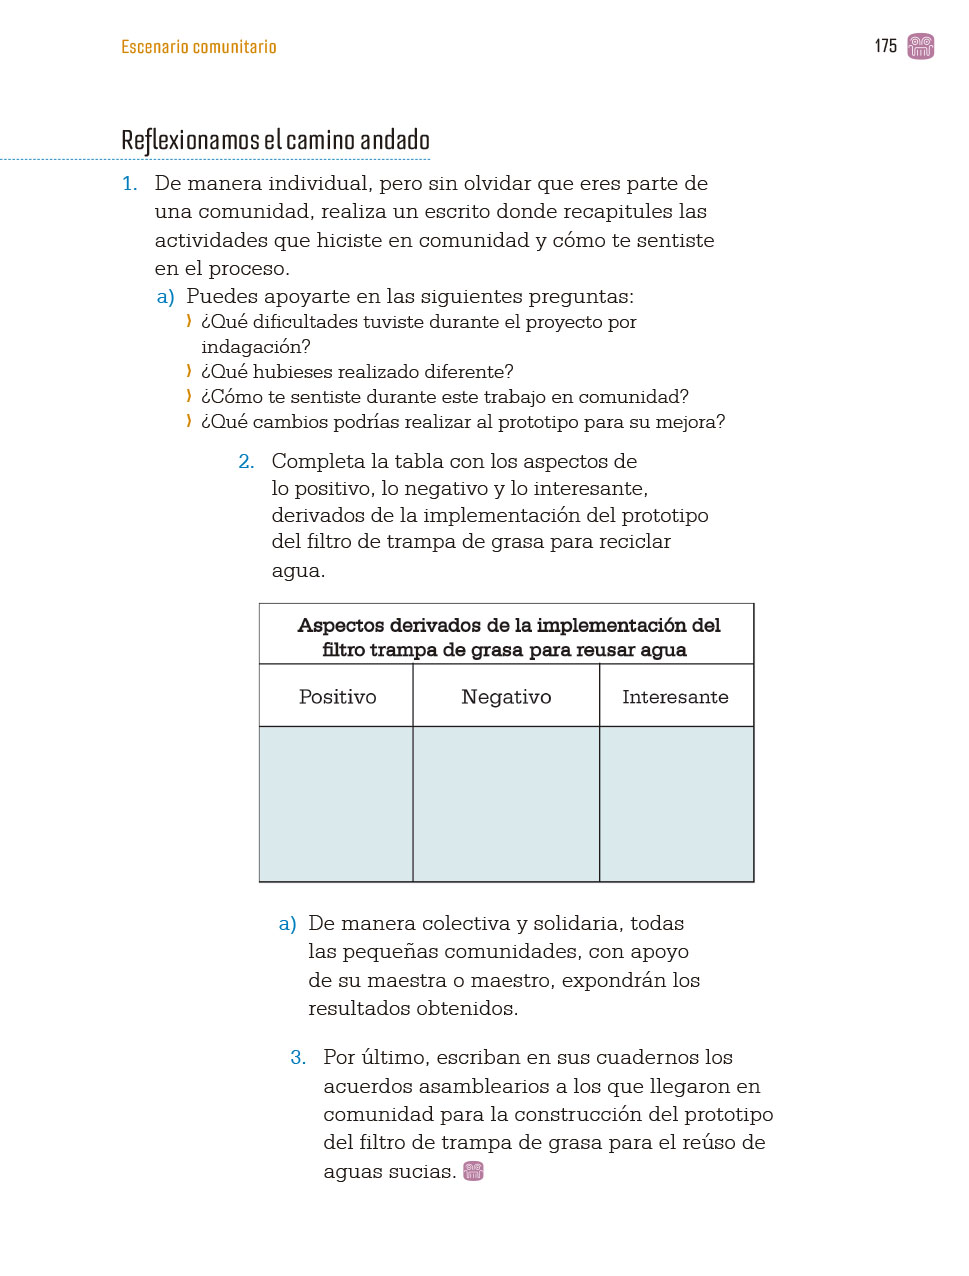 Escenario comunitario
175
Reflexionamos el camino andado
1. De manera individual, pero sin olvidar que eres parte de
una comunidad, realiza un escrito donde recapitules las
actividades que hiciste en comunidad y cómo te sentiste
en el proceso.
a) Puedes apoyarte en las siguientes preguntas:
⟩ ¿Qué dificultades tuviste durante el proyecto por
indagación?
⟩ ¿Qué hubieses realizado diferente?
⟩ ¿Cómo te sentiste durante este trabajo en comunidad?
⟩ ¿Qué cambios podrías realizar al prototipo para su mejora?
2. Completa la tabla con los aspectos de
lo positivo, lo negativo y lo interesante,
derivados de la implementación del prototipo
del filtro de trampa de grasa para reciclar
agua.
Aspectos derivados de la implementación del
filtro trampa de grasa para reusar agua
Positivo Negativo Interesante
a) De manera colectiva y solidaria, todas
las pequeñas comunidades, con apoyo
de su maestra o maestro, expondrán los
resultados obtenidos.
3. Por último, escriban en sus cuadernos los
acuerdos asamblearios a los que llegaron en
comunidad para la construcción del prototipo
del filtro de trampa de grasa para el reúso de
aguas sucias.